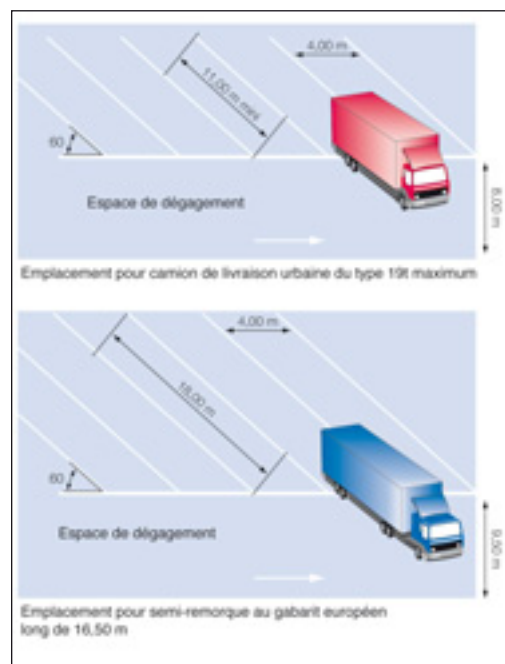 4,00 m
11,00 m mini
60
Espace de dégagement
8,00 m
Emplacement pour camion de livraison urbaine du type 19t maximum
4,00 m
18,00 m
60
Espace de dégagement
9,50 m
Emplacement pour semi-remorque au gabarit européen
long de 16,50 m